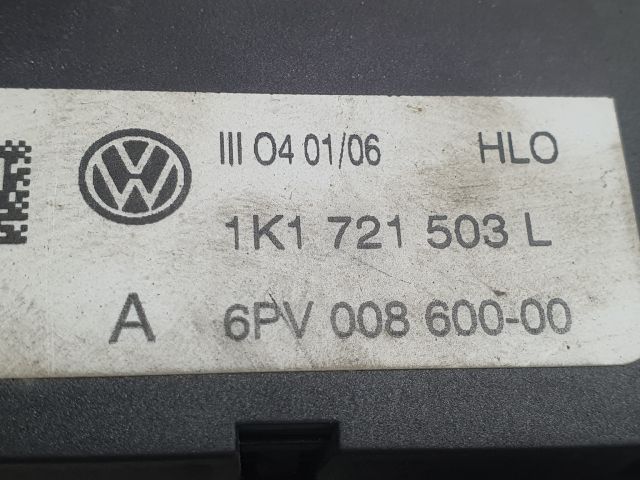 III O4 01/06 HLO
1K1 721 503 L
A 6PV 008 600-00